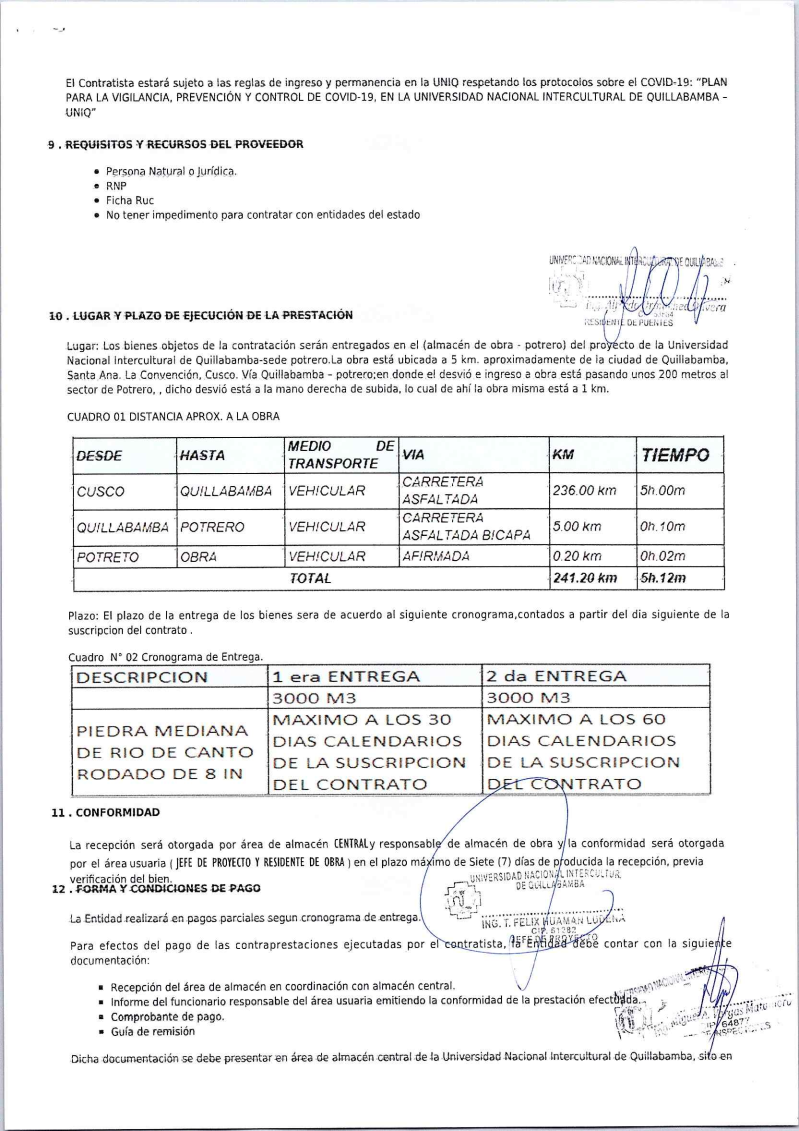 El Contratista estará sujeto a las reglas de ingreso y permanencia en la UNIQ respetando los protocolos sobre el COVID-19: "PLAN
PARA LA VIGILANCIA, PREVENCIÓN Y CONTROL DE COVID-19, EN LA UNIVERSIDAD NACIONAL INTERCULTURAL DE QUILLABAMBA –
UNIQ"
9 . REQUISITOS Y RECURSOS DEL PROVEEDOR
• Persona Natural o Jurídica.
• RNP
• Ficha Ruc
• No tener impedimento para contratar con entidades del estado
UNIVERSIDAD NACIONAL INTERCULTURAL DE QUILLABAMBA
RESIDENTE DE PUENTES
10 . LUGAR Y PLAZO DE EJECUCIÓN DE LA PRESTACIÓN
Lugar: Los bienes objetos de la contratación serán entregados en el (almacén de obra - potrero) del proyecto de la Universidad
Nacional Intercultural de Quillabamba-sede potrero.La obra está ubicada a 5 km. aproximadamente de la ciudad de Quillabamba,
Santa Ana. La Convención, Cusco. Vía Quillabamba – potrero;en donde el desvió e ingreso a obra está pasando unos 200 metros al
sector de Potrero, , dicho desvió está a la mano derecha de subida, lo cual de ahí la obra misma está a 1 km.
CUADRO 01 DISTANCIA APROX. A LA OBRA
DESDE HASTA MEDIO DE TRANSPORTE VIA KM TIEMPO
CUSCO QUILLABAMBA VEHICULAR CARRETERA ASFALTADA 236.00 km 5h.00m
QUILLABAMBA POTRERO VEHICULAR CARRETERA ASFALTADA BICAPA 5.00 km 0h.10m
POTRETO OBRA VEHICULAR AFIRMADA 0.20 km 0h.02m
TOTAL 241.20 km 5h.12m
Plazo: El plazo de la entrega de los bienes sera de acuerdo al siguiente cronograma,contados a partir del dia siguiente de la
suscripcion del contrato .
Cuadro N° 02 Cronograma de Entrega.
DESCRIPCION 1 era ENTREGA 2 da ENTREGA
3000 M3 3000 M3
PIEDRA MEDIANA DE RIO DE CANTO RODADO DE 8 IN MAXIMO A LOS 30 DIAS CALENDARIOS DE LA SUSCRIPCION DEL CONTRATO MAXIMO A LOS 60 DIAS CALENDARIOS DE LA SUSCRIPCION DEL CONTRATO
11 . CONFORMIDAD
La recepción será otorgada por área de almacén CENTRAL y responsable de almacén de obra y la conformidad será otorgada
por el área usuaria ( JEFE DE PROYECTO Y RESIDENTE DE OBRA ) en el plazo máximo de Siete (7) días de producida la recepción, previa
verificación del bien.
UNIVERSIDAD NACIONAL INTERCULTUR
DE QUILLABAMBA
12 . FORMA Y CONDICIONES DE PAGO
La Entidad realizará en pagos parciales segun cronograma de entrega.
ING. T. FELIX HUAMAN LUDEÑA
CIP. 61282
JEFE DE PROYECTO
Para efectos del pago de las contraprestaciones ejecutadas por el contratista, la Entidad debe contar con la siguiente
documentación:
▪ Recepción del área de almacén en coordinación con almacén central.
▪ Informe del funcionario responsable del área usuaria emitiendo la conformidad de la prestación efectuada.
▪ Comprobante de pago.
▪ Guía de remisión
64877
Dicha documentación se debe presentar en área de almacén central de la Universidad Nacional Intercultural de Quillabamba, sito en